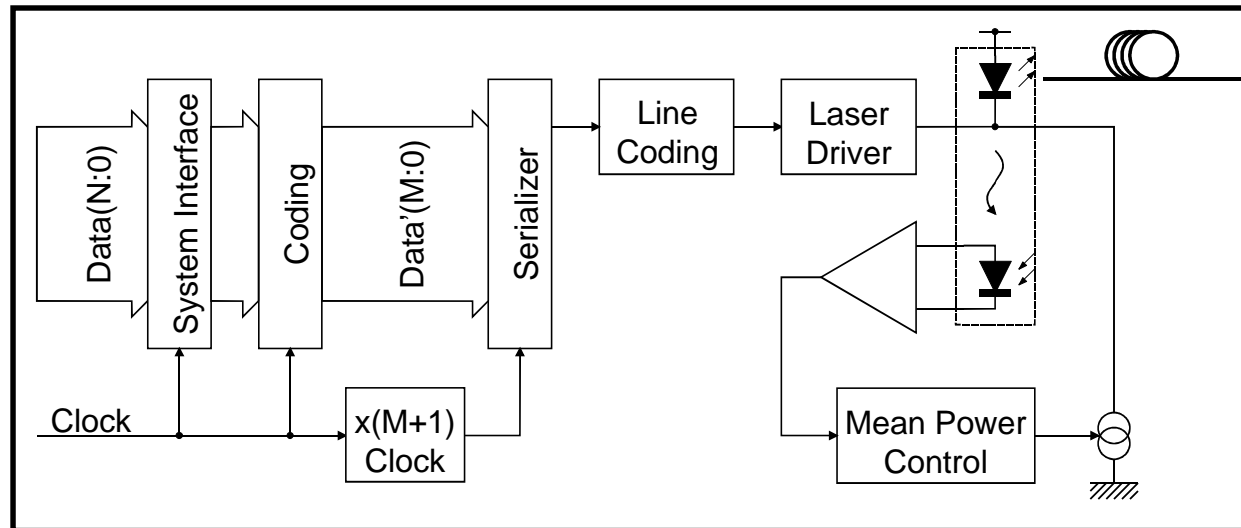 Data(N:0)
System Interface
Coding
Data'(M:0)
Serializer
Line
Coding
Laser
Driver
Clock
x(M+1)
Clock
Mean Power
Control